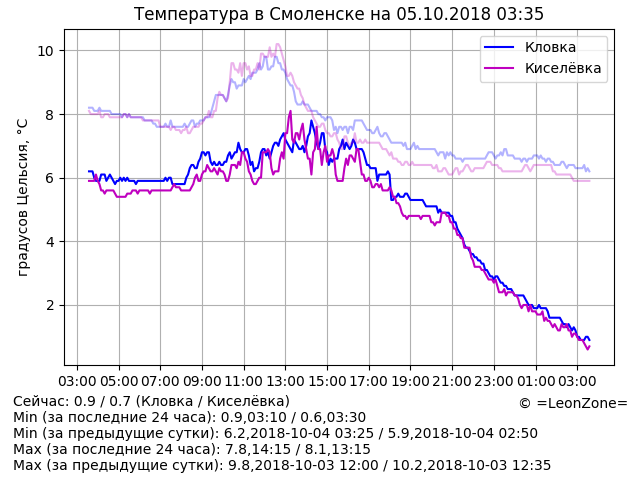 Температура в Смоленске на 05.10.2018 03:35
Кловка
Киселёвка
градусов Цельсия, °C
10
8
6
4
2
03:00 05:00 07:00 09:00 11:00 13:00 15:00 17:00 19:00 21:00 23:00 01:00 03:00
Сейчас: 0.9 / 0.7 (Кловка / Киселёвка)
© =LeonZone=
Min (за последние 24 часа): 0.9,03:10 / 0.6,03:30
Min (за предыдущие сутки): 6.2,2018-10-04 03:25 / 5.9,2018-10-04 02:50
Max (за последние 24 часа): 7.8,14:15 / 8.1,13:15
Max (за предыдущие сутки): 9.8,2018-10-03 12:00 / 10.2,2018-10-03 12:35